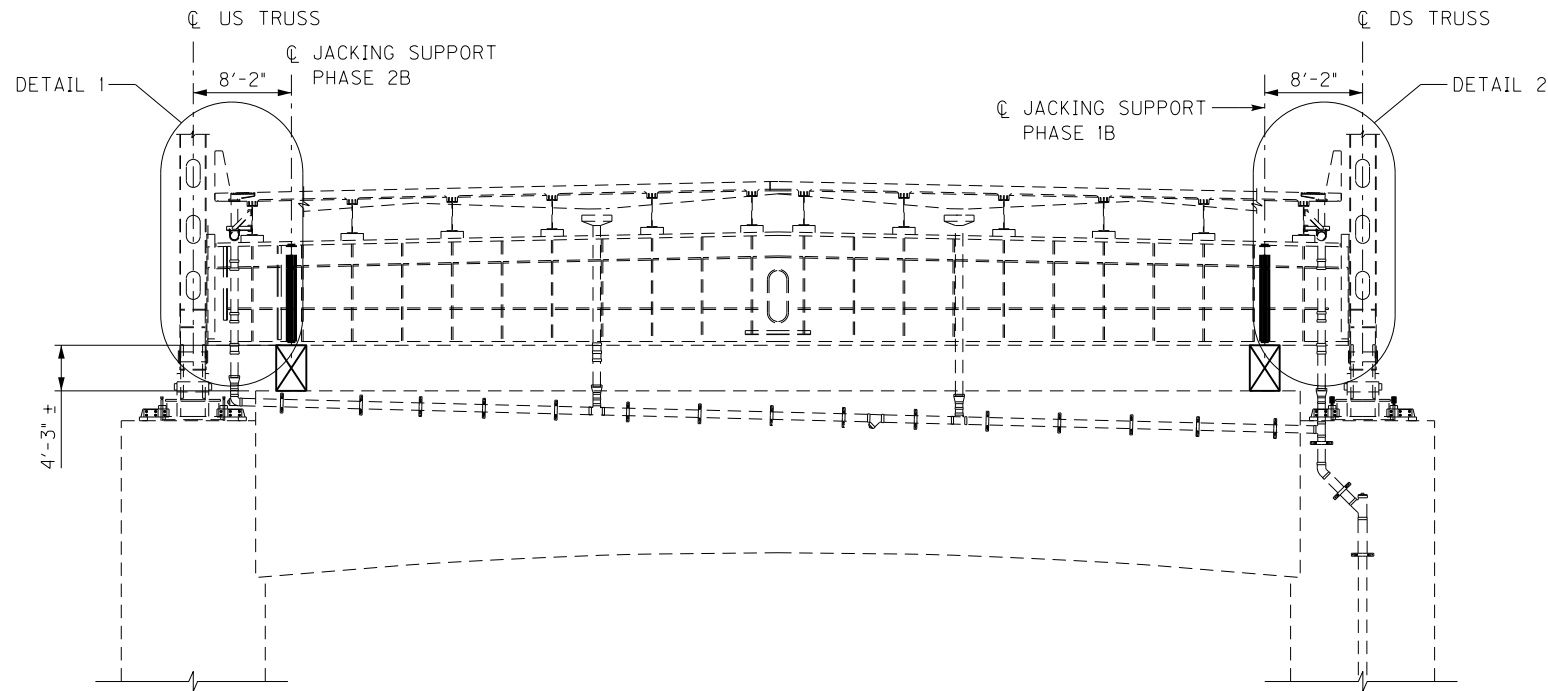 ℄ US TRUSS
℄ JACKING SUPPORT
PHASE 2B
DETAIL 1
8'-2"
℄ DS TRUSS
8'-2"
DETAIL 2
℄ JACKING SUPPORT
PHASE 1B
4'-3" ±